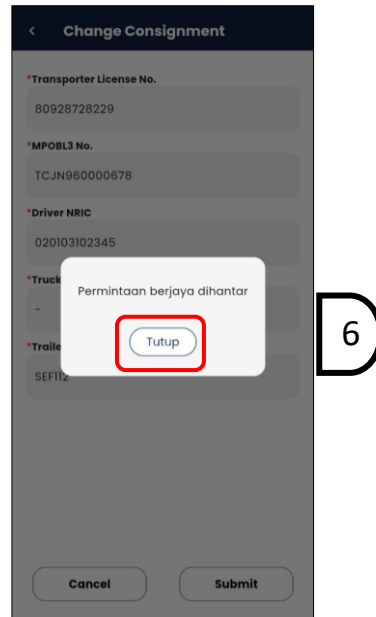 < Change Consignment
*Transporter License No.
80928728229
*MPOBL3 No.
TCJN960000678
*Driver NRIC
020103102345
*Truck
Permintaan berjaya dihantar
-
Tutup
6
*Traile
SEF112
Cancel Submit